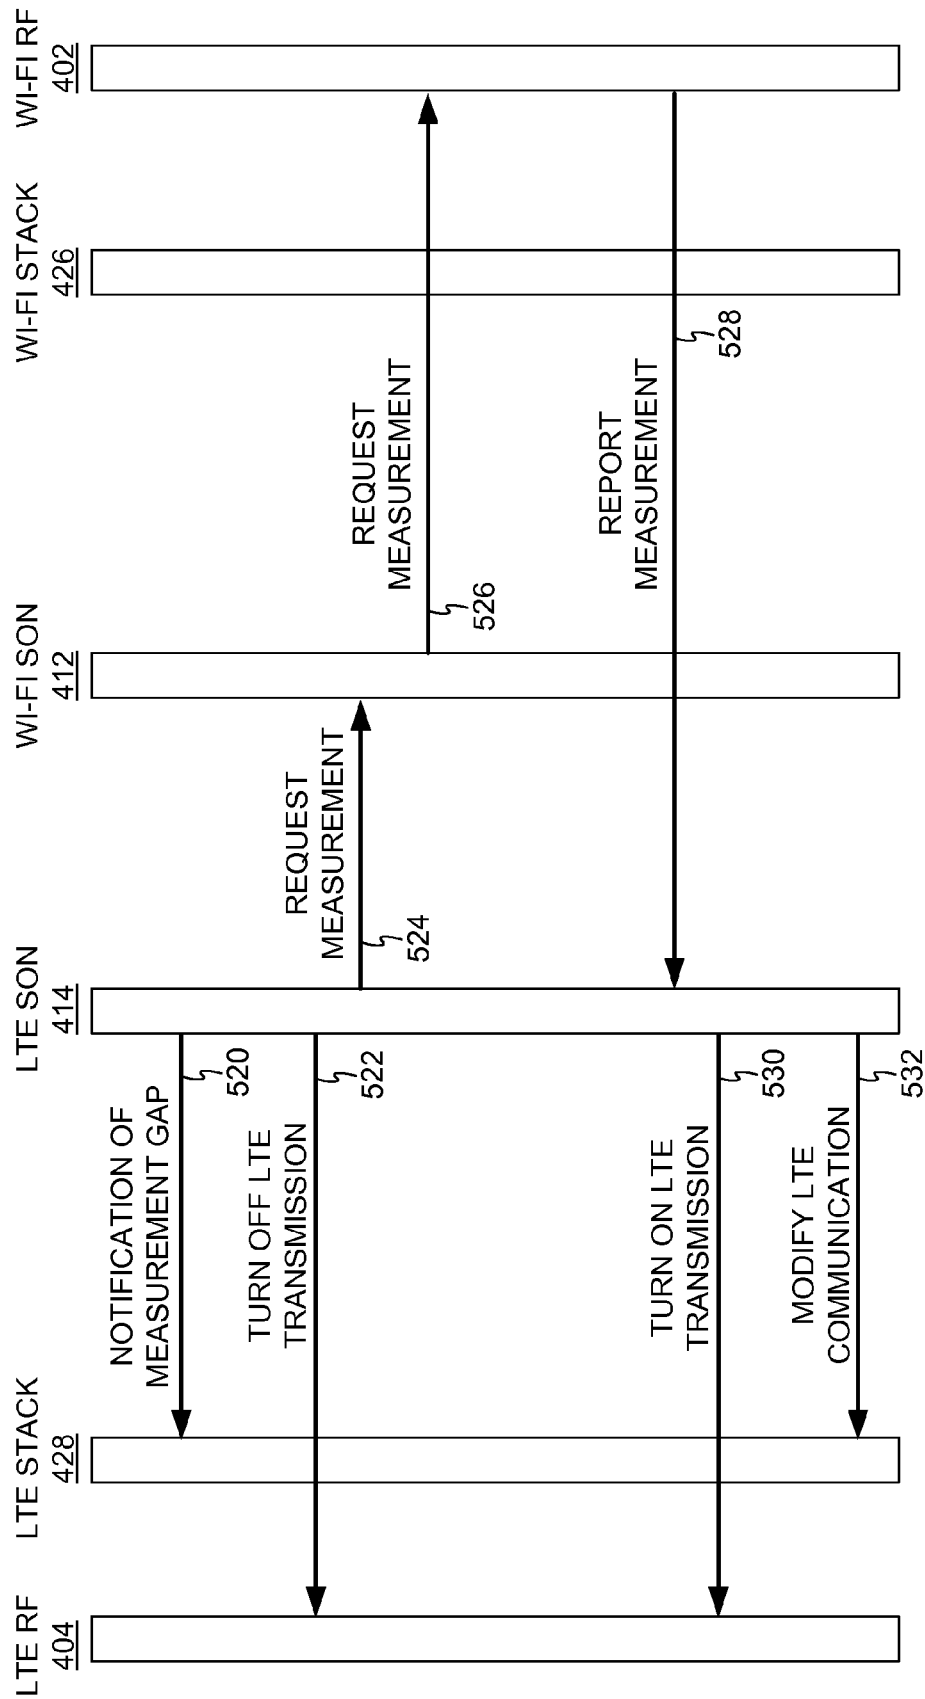 LTE RF
404
LTE STACK
428
LTE SON
414
WI-FI SON
412
WI-FI STACK
426
WI-FI RF
402
NOTIFICATION OF
MEASUREMENT GAP
520
TURN OFF LTE
TRANSMISSION
522
REQUEST
MEASUREMENT
524
REQUEST
MEASUREMENT
526
REPORT
MEASUREMENT
528
TURN ON LTE
TRANSMISSION
530
MODIFY LTE
COMMUNICATION
532